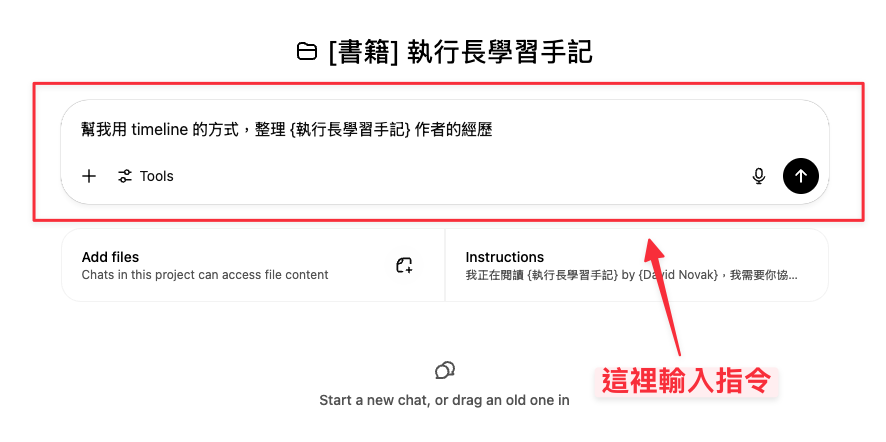 [書籍] 執行長學習手記
幫我用 timeline 的方式，整理 {執行長學習手記} 作者的經歷
Tools
Add files
Chats in this project can access file content
Instructions
我正在閱讀 {執行長學習手記} by {David Novak}，我需要你協...
Start a new chat, or drag an old one in
這裡輸入指令